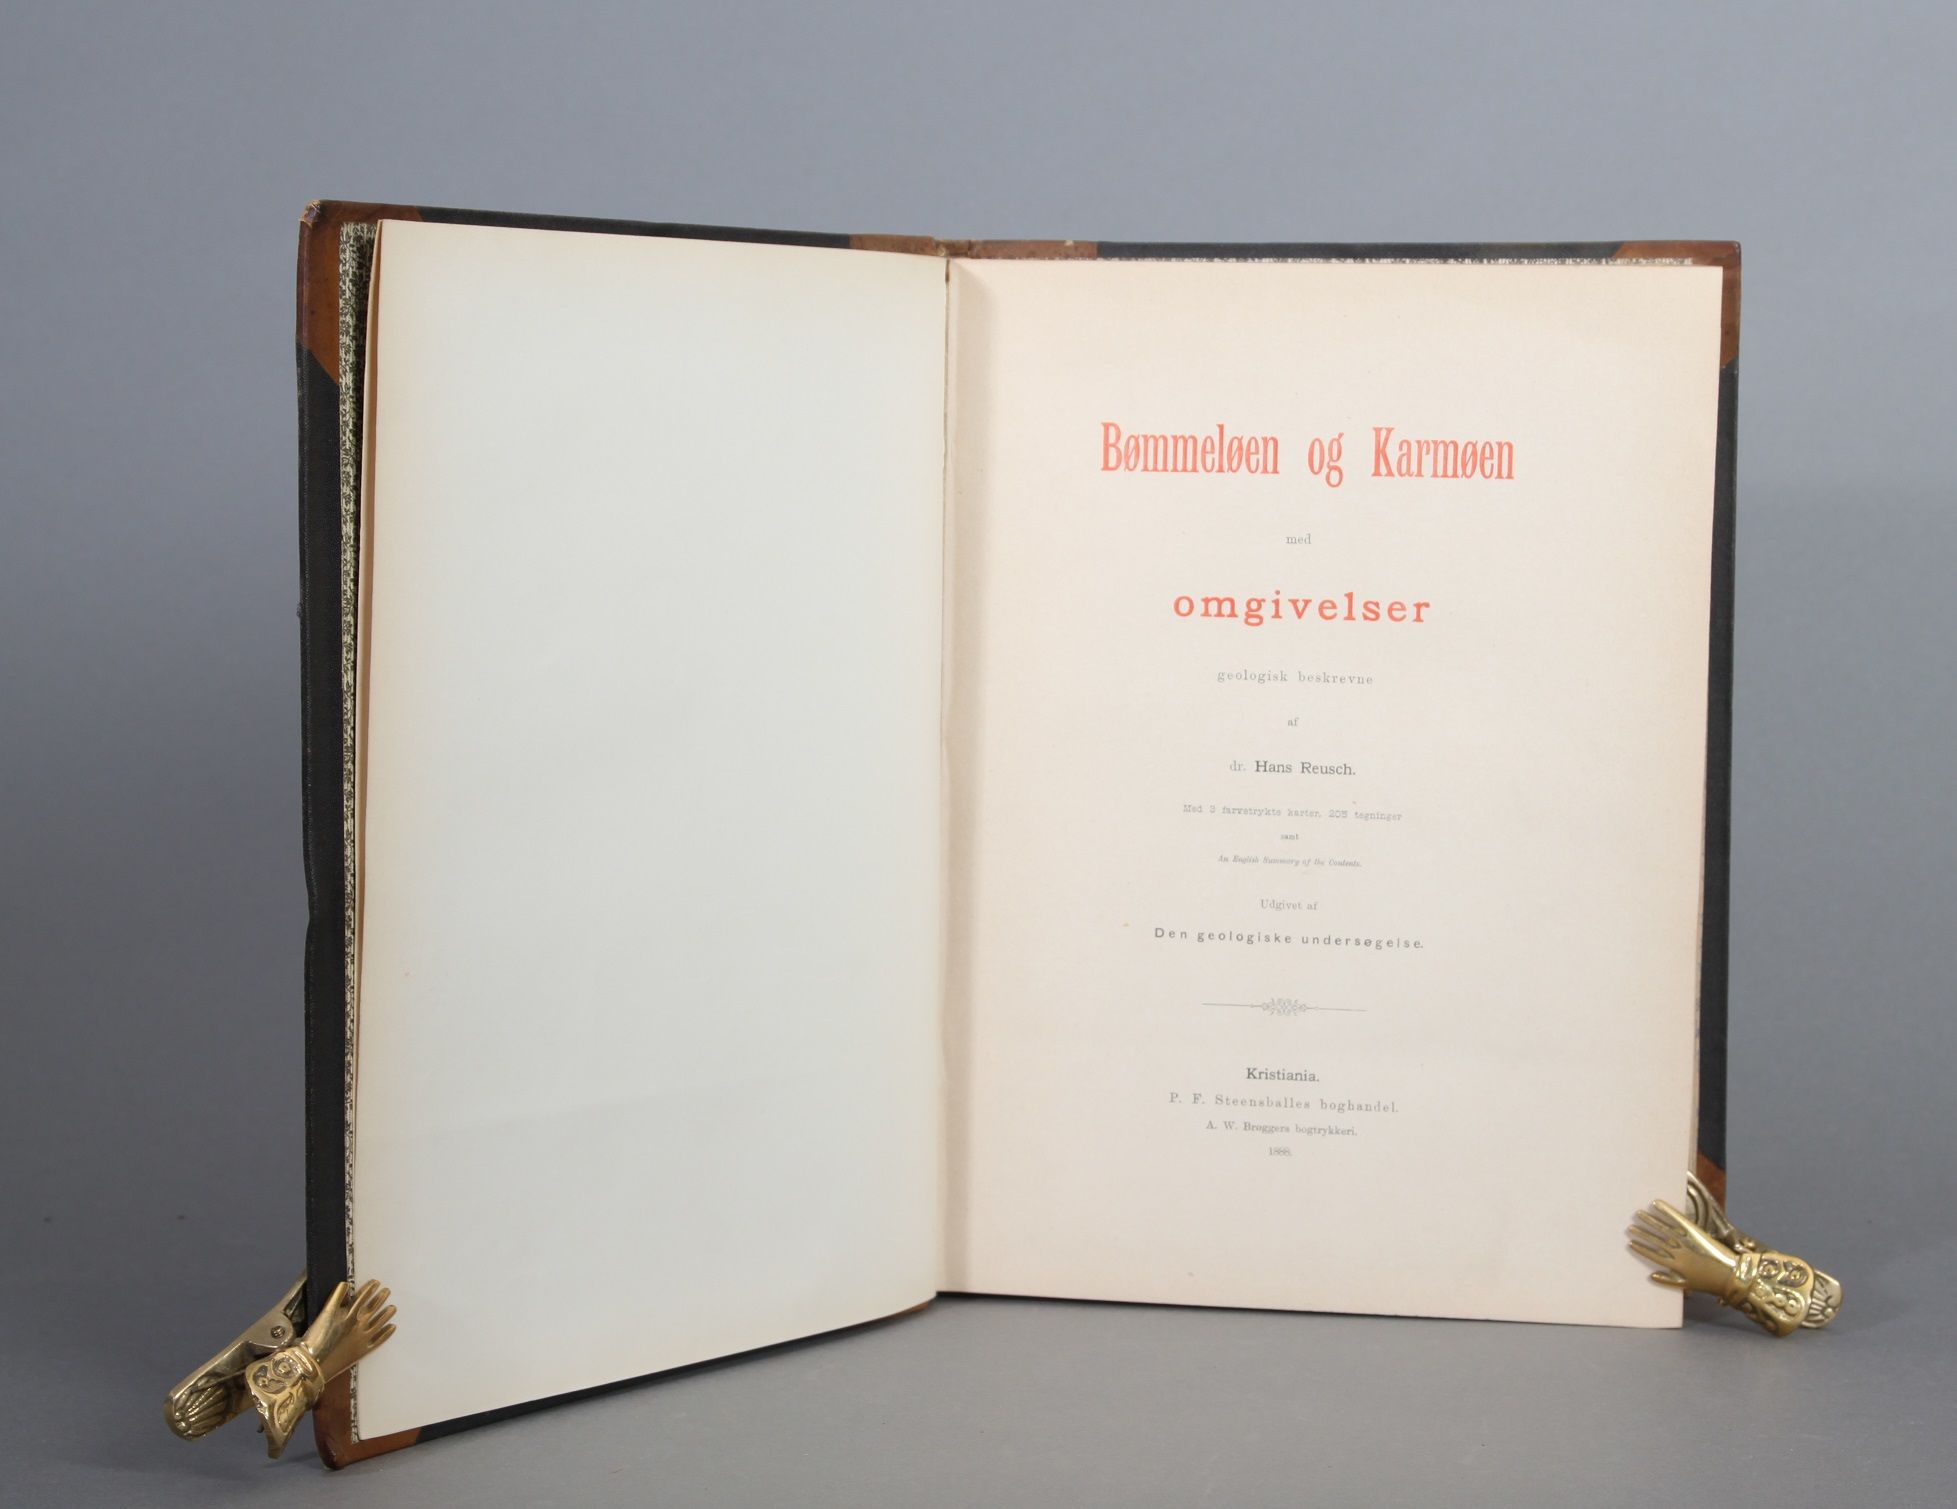 Bømmeløen og Karmøen
med
omgivelser
geologisk beskrevne
af
dr. Hans Reusch.
Med 3 farvetrykte karter, 205 tegninger
samt
An English Summary of the Contents.
Udgivet af
Den geologiske undersøgelse.
Kristiania.
P. F. Steensballes boghandel.
A. W. Brøggers bogtrykkeri.
1888.